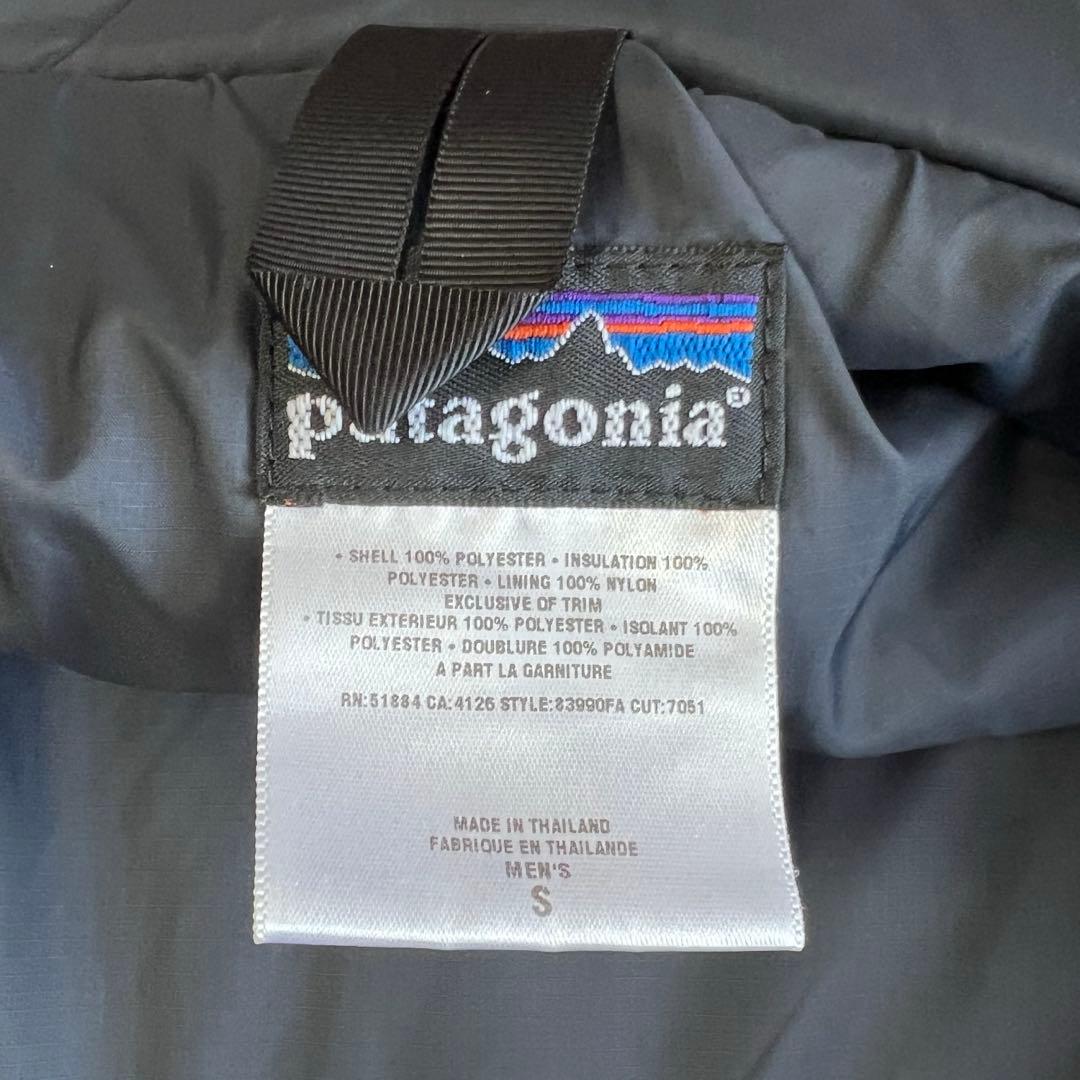 patagonia®
• SHELL 100% POLYESTER • INSULATION 100%
POLYESTER • LINING 100% NYLON
EXCLUSIVE OF TRIM
• TISSU EXTERIEUR 100% POLYESTER • ISOLANT 100%
POLYESTER • DOUBLURE 100% POLYAMIDE
A PART LA GARNITURE
RN:51884 CA:4126 STYLE:83990FA CUT:7051
MADE IN THAILAND
FABRIQUE EN THAILANDE
MEN'S
S